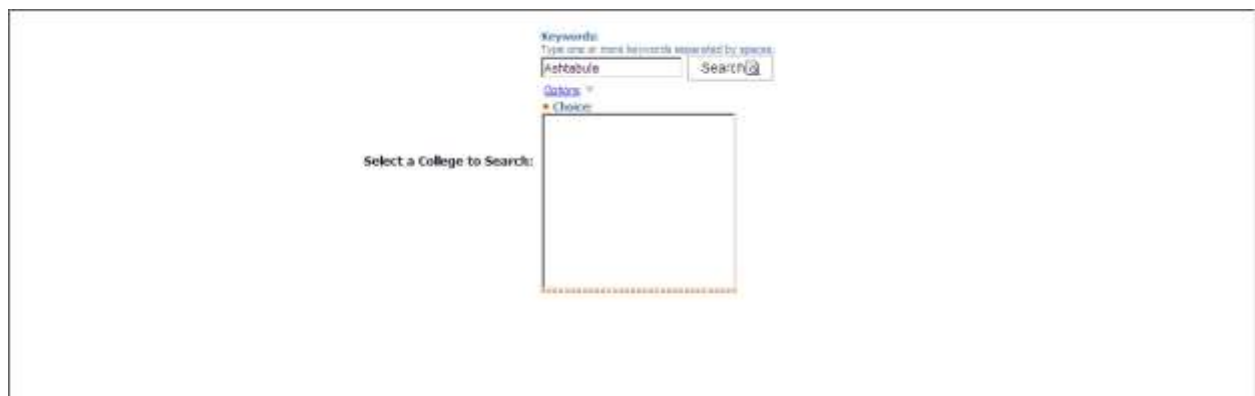 Keywords:
Type one or more keywords separated by spaces.
Ashtabula
Search
Options
* Choice:
Select a College to Search: